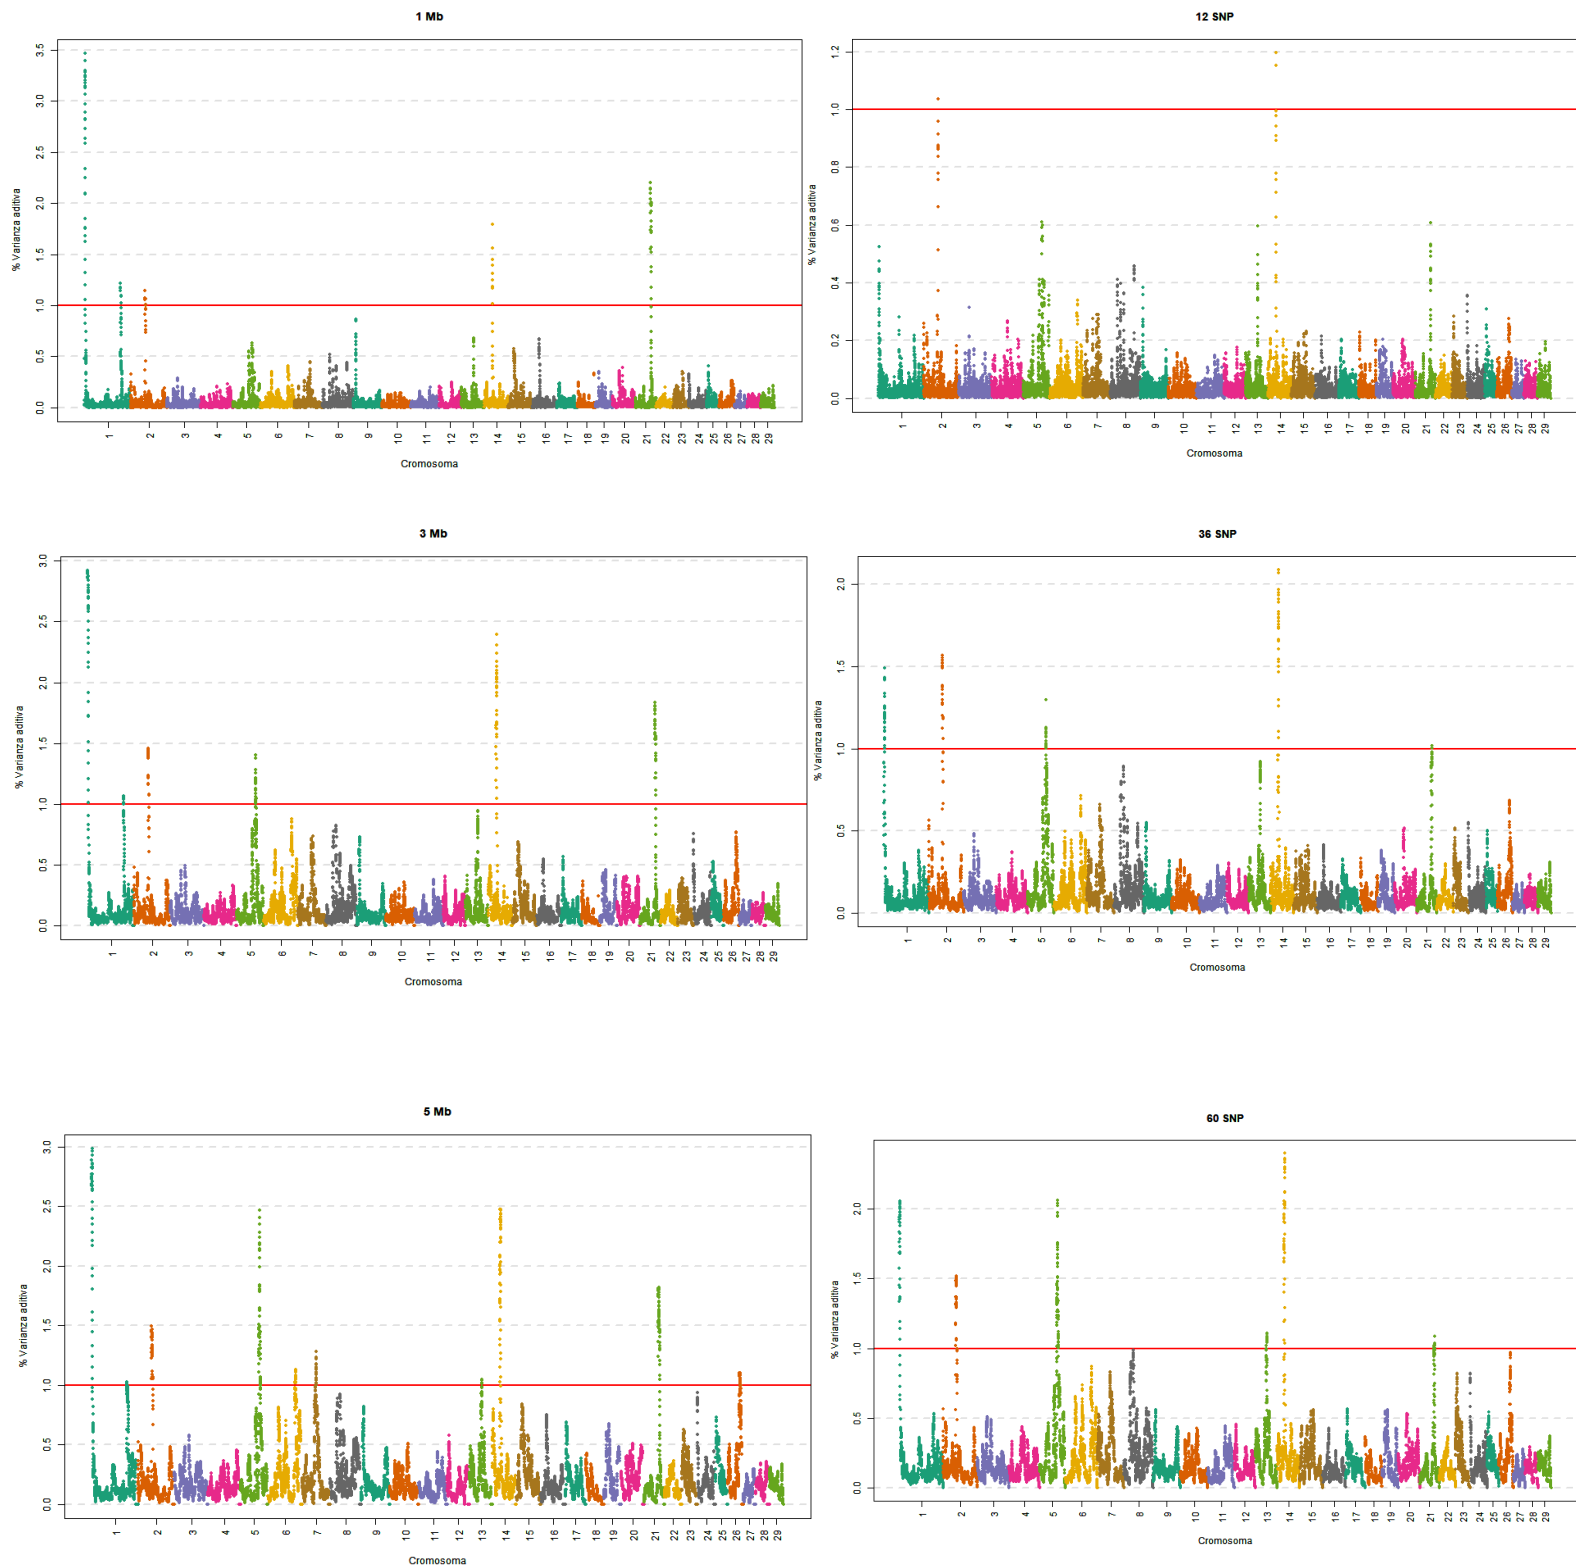 1 Mb
% Varianza aditiva
0.0 0.5 1.0 1.5 2.0 2.5 3.0 3.5
1 2 3 4 5 6 7 8 9 10 11 12 13 14 15 16 17 18 19 20 21 22 23 24 25 26 27 28 29
Cromosoma
12 SNP
% Varianza aditiva
0.0 0.2 0.4 0.6 0.8 1.0 1.2
1 2 3 4 5 6 7 8 9 10 11 12 13 14 15 16 17 18 19 20 21 22 23 24 25 26 27 28 29
Cromosoma
3 Mb
% Varianza aditiva
0.0 0.5 1.0 1.5 2.0 2.5 3.0
1 2 3 4 5 6 7 8 9 10 11 12 13 14 15 16 17 18 19 20 21 22 23 24 25 26 27 28 29
Cromosoma
36 SNP
% Varianza aditiva
0.0 0.5 1.0 1.5 2.0
1 2 3 4 5 6 7 8 9 10 11 12 13 14 15 16 17 18 19 20 21 22 23 24 25 26 27 28 29
Cromosoma
5 Mb
% Varianza aditiva
0.0 0.5 1.0 1.5 2.0 2.5 3.0
1 2 3 4 5 6 7 8 9 10 11 12 13 14 15 16 17 18 19 20 21 22 23 24 25 26 27 28 29
Cromosoma
60 SNP
% Varianza aditiva
0.0 0.5 1.0 1.5 2.0
1 2 3 4 5 6 7 8 9 10 11 12 13 14 15 16 17 18 19 20 21 22 23 24 25 26 27 28 29
Cromosoma